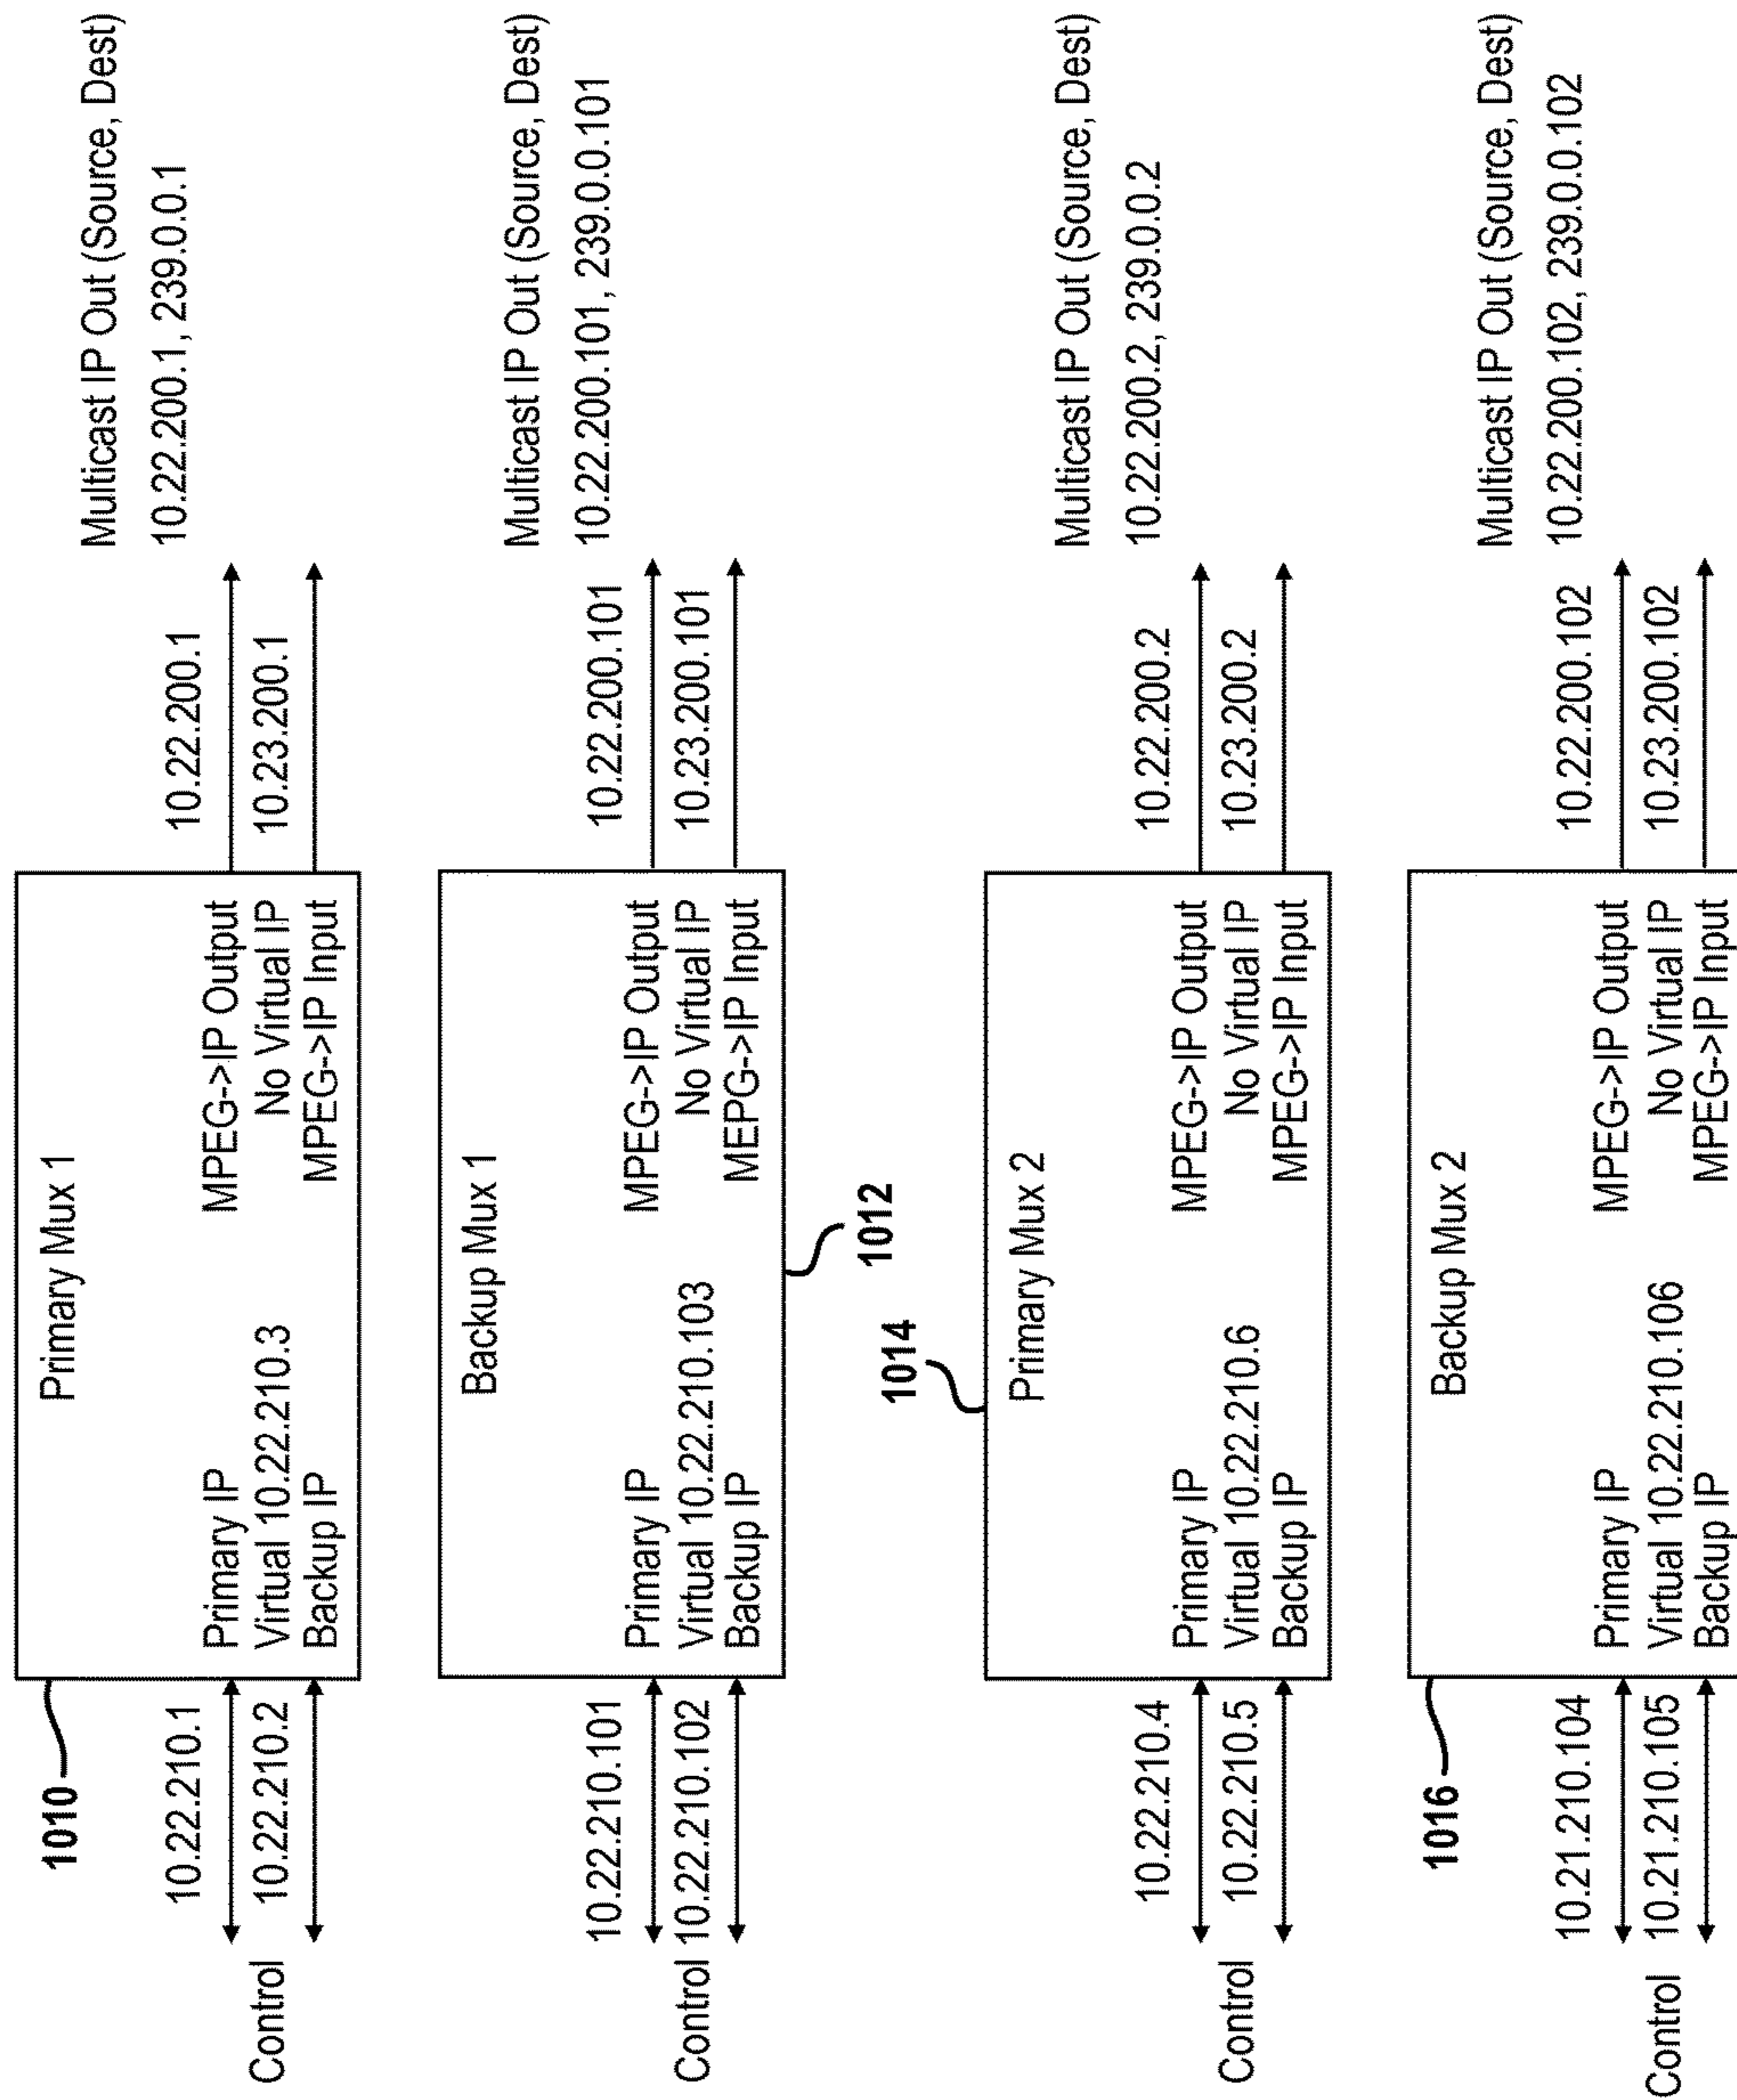 Primary Mux 1
1010
Control
10.22.210.1
10.22.210.2
Primary IP
Virtual 10.22.210.3
Backup IP
MPEG->IP Output
No Virtual IP
MPEG->IP Input
10.22.200.1
10.23.200.1
Multicast IP Out (Source, Dest)
10.22.200.1, 239.0.0.1
Backup Mux 1
1012
Control
10.22.210.101
10.22.210.102
Primary IP
Virtual 10.22.210.103
Backup IP
MPEG->IP Output
No Virtual IP
MEPG->IP Input
10.22.200.101
10.23.200.101
Multicast IP Out (Source, Dest)
10.22.200.101, 239.0.0.101
1014
Primary Mux 2
Control
10.22.210.4
10.22.210.5
Primary IP
Virtual 10.22.210.6
Backup IP
MPEG->IP Output
No Virtual IP
MPEG->IP Input
10.22.200.2
10.23.200.2
Multicast IP Out (Source, Dest)
10.22.200.2, 239.0.0.2
Backup Mux 2
1016
Control
10.21.210.104
10.21.210.105
Primary IP
Virtual 10.22.210.106
Backup IP
MPEG->IP Output
No Virtual IP
MPEG->IP Input
10.22.200.102
10.23.200.102
Multicast IP Out (Source, Dest)
10.22.200.102, 239.0.0.102